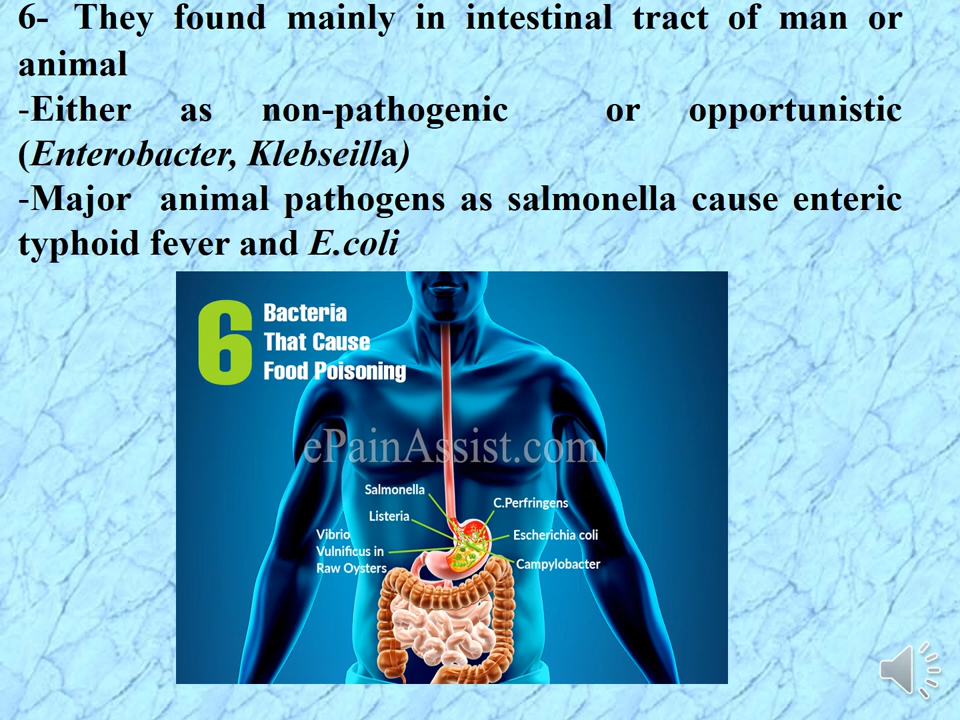 6- They found mainly in intestinal tract of man or
animal
-Either as non-pathogenic or opportunistic
(Enterobacter, Klebseilla)
-Major animal pathogens as salmonella cause enteric
typhoid fever and E.coli
6
Bacteria
That Cause
Food Poisoning
ePainAssist.com
Salmonella
Listeria
Vibrio
Vulnificus in
Raw Oysters
C.Perfringens
Escherichia coli
Campylobacter